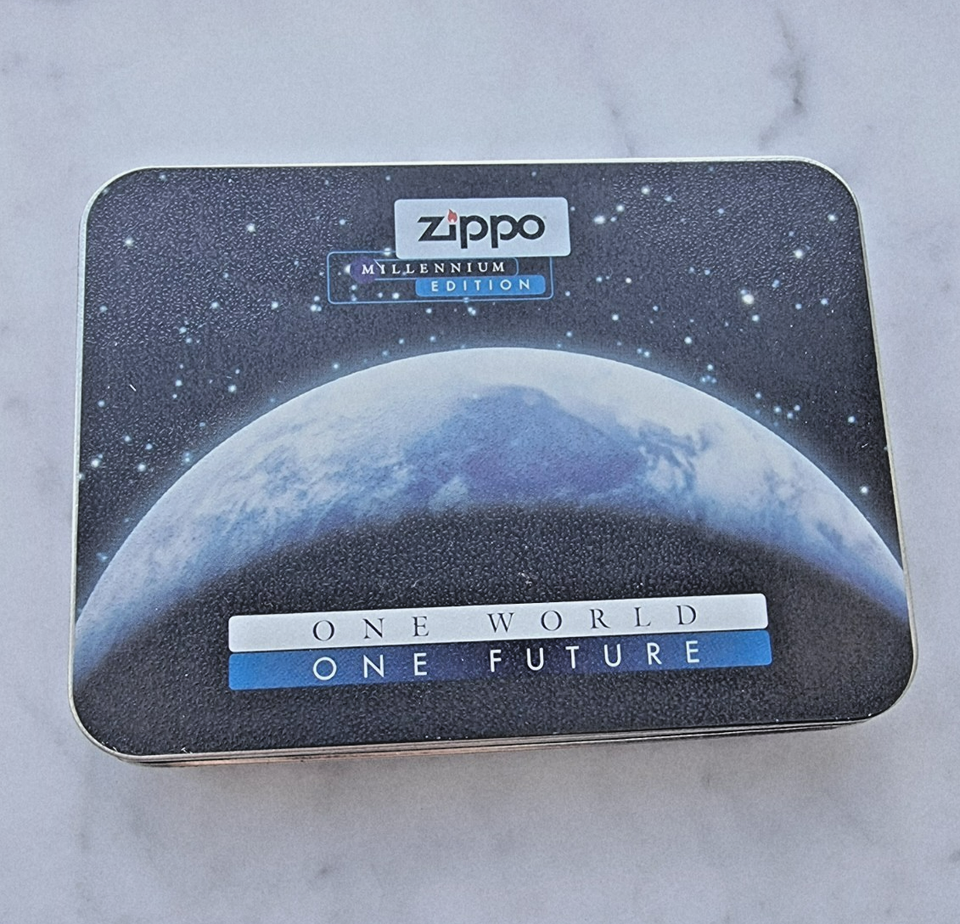 zippo
MILLENNIUM
EDITION
ONE WORLD
ONE FUTURE